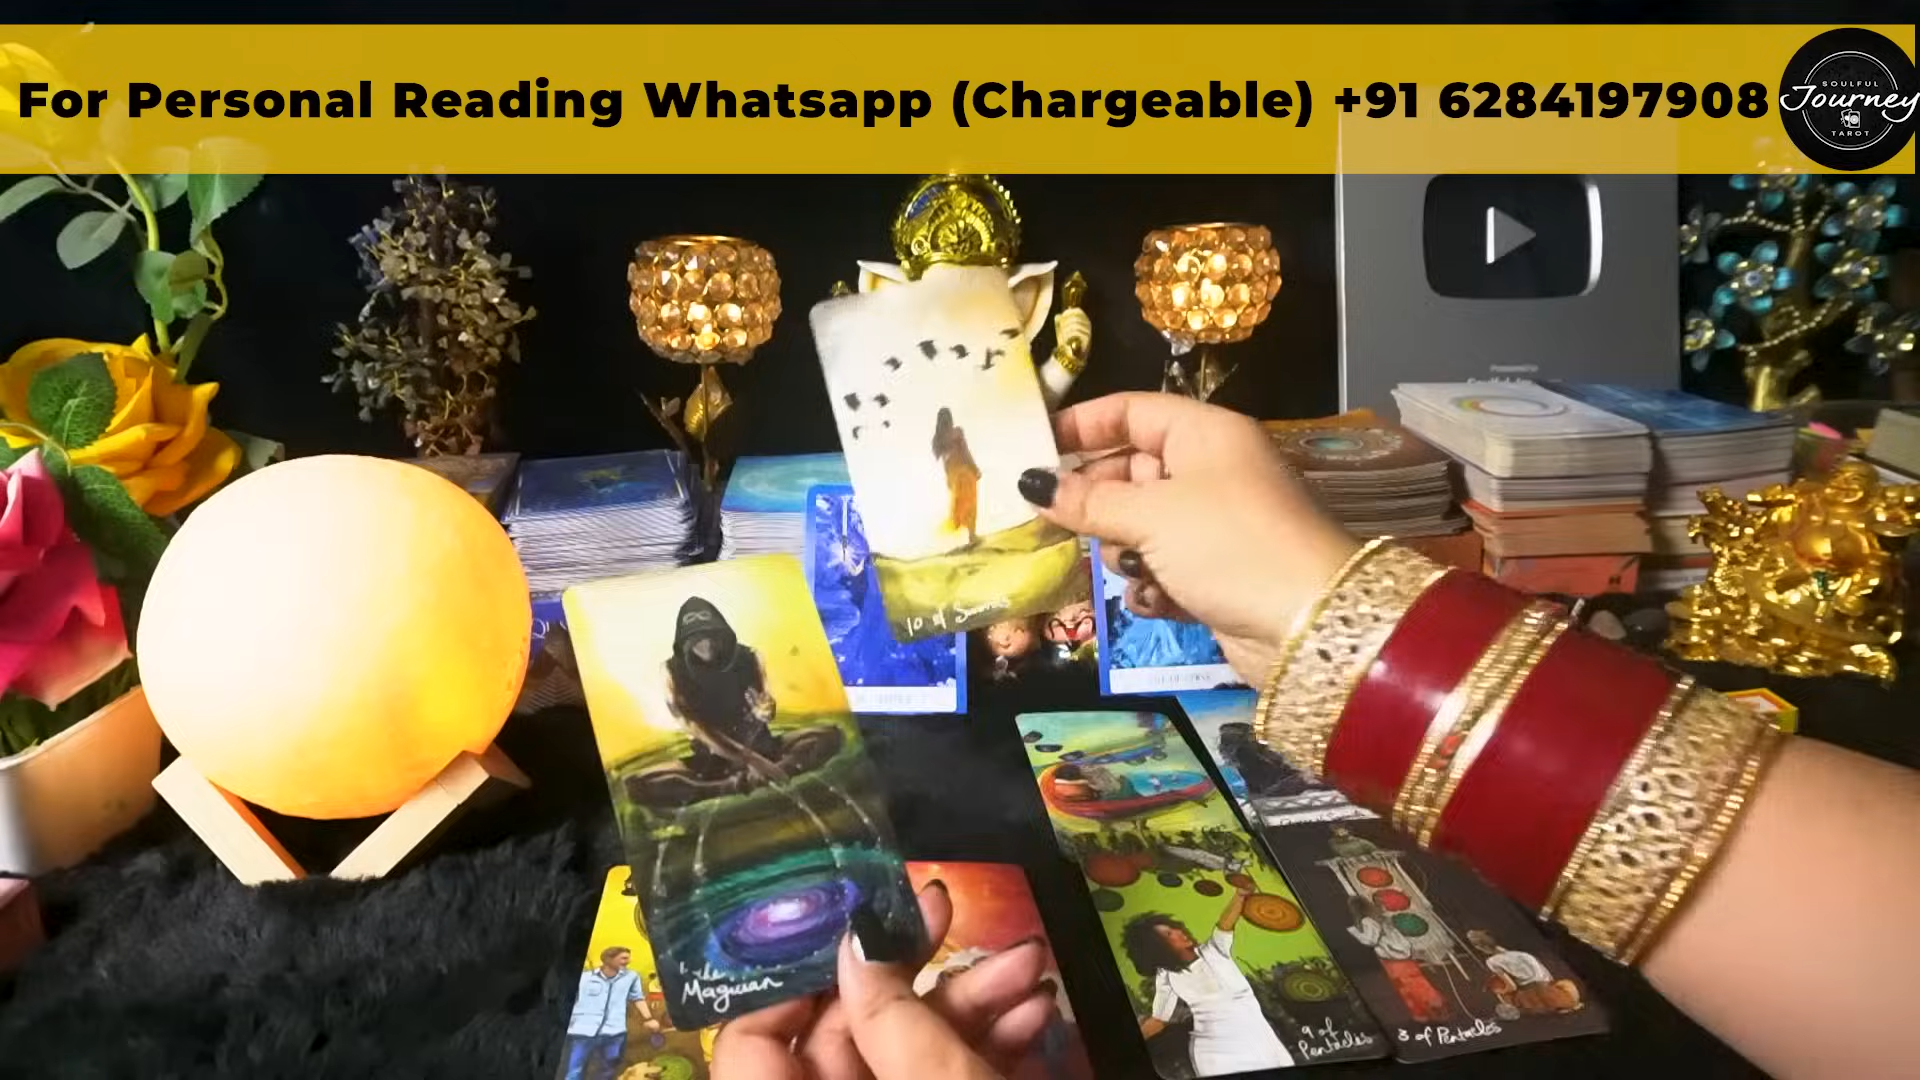 For Personal Reading Whatsapp (Chargeable) +91 6284197908
SOULFUL
Journey
TAROT
10 of Swords
Magician
9 of
Pentacles
3 of Pentacles